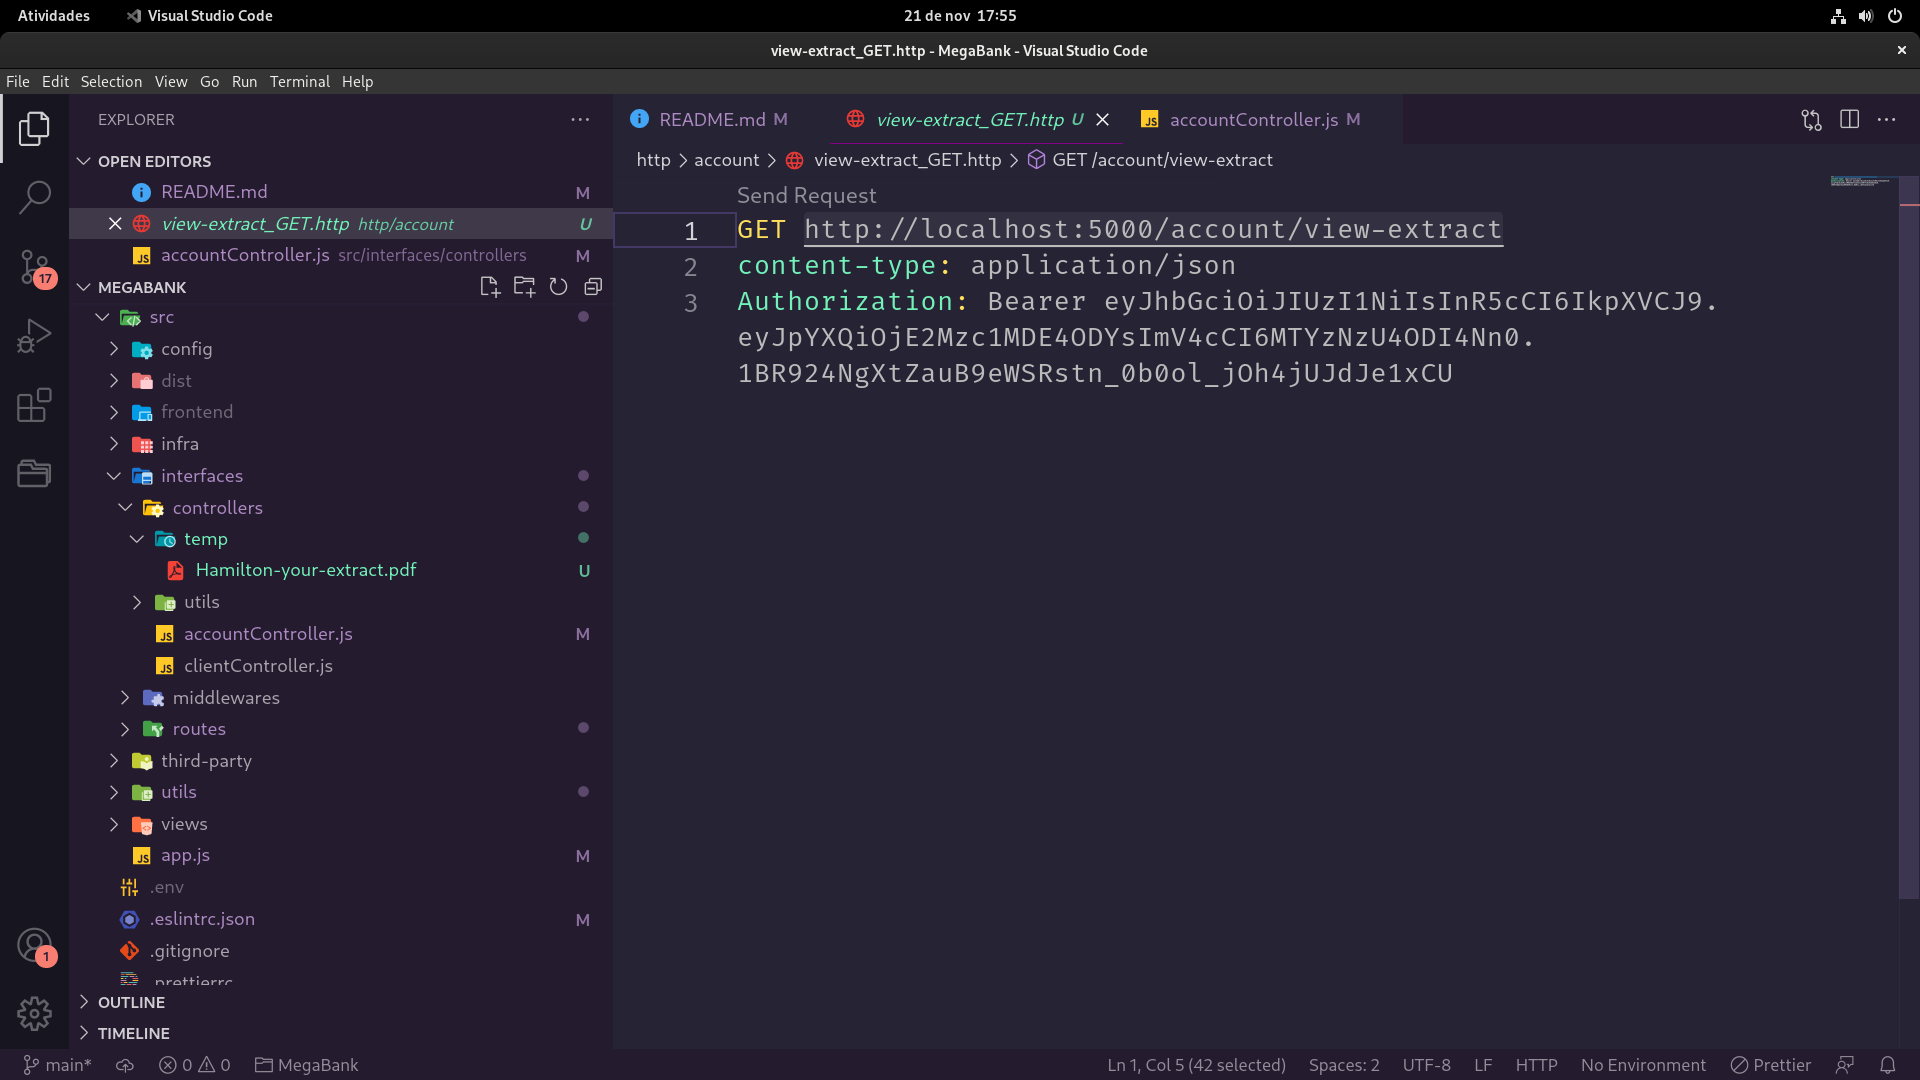 Atividades
Visual Studio Code
21 de nov 17:55
view-extract_GET.http - MegaBank - Visual Studio Code
File Edit Selection View Go Run Terminal Help
EXPLORER
OPEN EDITORS
README.md M
view-extract_GET.http http/account U
accountController.js src/interfaces/controllers M
17
MEGABANK
src
config
dist
frontend
infra
interfaces
controllers
temp
Hamilton-your-extract.pdf U
utils
accountController.js M
clientController.js
middlewares
routes
third-party
utils
views
app.js M
.env
.eslintrc.json M
.gitignore
.prettierrc
1
OUTLINE
TIMELINE
README.md M
view-extract_GET.http U
accountController.js M
http > account > view-extract_GET.http > GET /account/view-extract
Send Request
1 GET http://localhost:5000/account/view-extract
2 content-type: application/json
3 Authorization: Bearer eyJhbGciOiJIUzI1NiIsInR5cCI6IkpXVCJ9.
eyJpYXQiOjE2Mzc1MDE4ODYsImV4cCI6MTYzNzU4ODI4Nn0.
1BR924NgXtZauB9eWSRstn_0b0ol_jOh4jUJdJe1xCU
main* 0 0 MegaBank
Ln 1, Col 5 (42 selected) Spaces: 2 UTF-8 LF HTTP No Environment Prettier